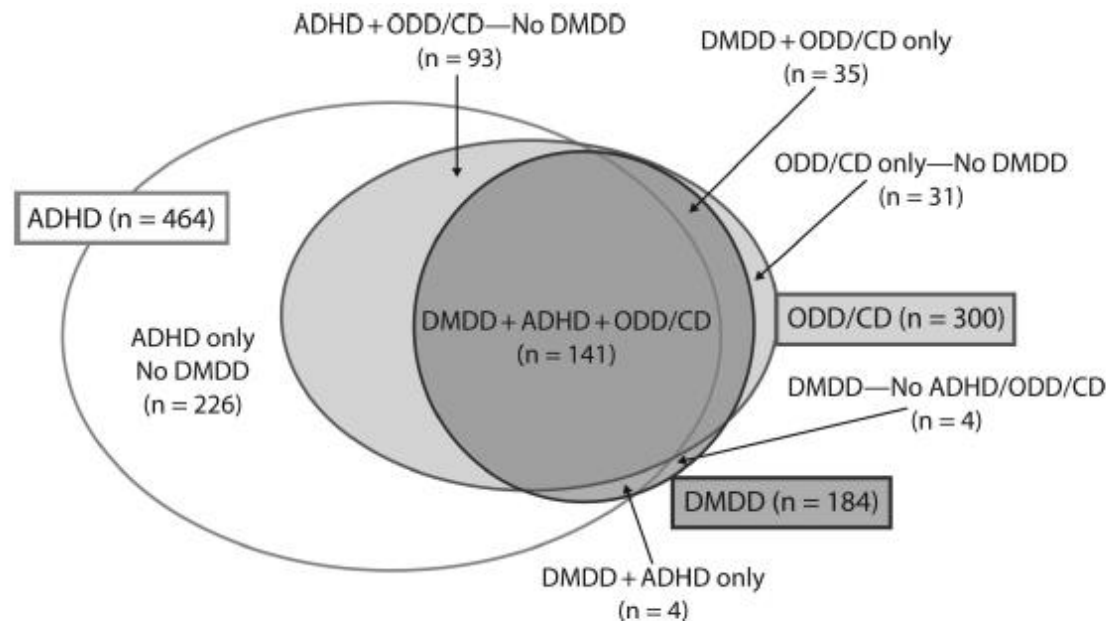 ADHD + ODD/CD—No DMDD
(n = 93)
DMDD + ODD/CD only
(n = 35)
ODD/CD only—No DMDD
(n = 31)
ADHD (n = 464)
DMDD + ADHD + ODD/CD
(n = 141)
ODD/CD (n = 300)
ADHD only
No DMDD
(n = 226)
DMDD—No ADHD/ODD/CD
(n = 4)
DMDD (n = 184)
DMDD + ADHD only
(n = 4)